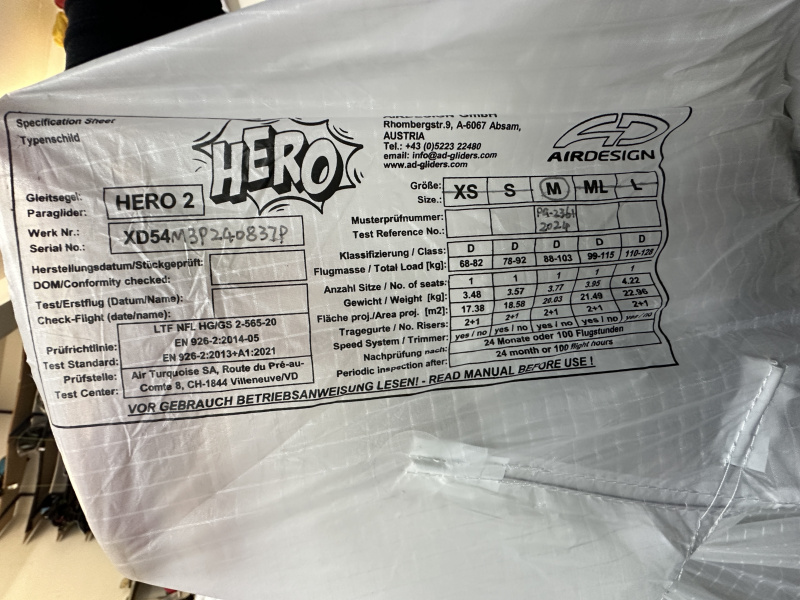 Specification Sheet
Typenschild
HERO
AIRDESIGN GmbH
Rhombergstr.9, A-6067 Absam,
AUSTRIA
Tel.: +43 (0)5223 22480
email: info@ad-gliders.com
www.ad-gliders.com
AIRDESIGN
Gleitsegel:
Paraglider:
HERO 2
Werk Nr.:
Serial No.:
XD54M3P240837P
Herstellungsdatum/Stückgeprüft:
DOM/Conformity checked:
Test/Erstflug (Datum/Name):
Check-Flight (date/name):
Prüfrichtlinie:
Test Standard:
LTF NFL HG/GS 2-565-20
EN 926-2:2014-05
EN 926-2:2013+A1:2021
Prüfstelle:
Test Center:
Air Turquoise SA, Route du Pré-au-
Comte 8, CH-1844 Villeneuve/VD
Größe:
Size.:
XS S M ML L
Musterprüfnummer:
Test Reference No.:
2024
Klassifizierung / Class: D D D D D
Flugmasse / Total Load [kg]: 68-82 78-92 88-103 99-115 110-128
Anzahl Sitze / No. of seats: 1 1 1 1 1
Gewicht / Weight [kg]: 3.48 3.57 3.77 3.95 4.22
Fläche proj./Area proj. [m2]: 17.38 18.58 20.03 21.49 22.96
Tragegurte / No. Risers: 2+1 2+1 2+1 2+1 2+1
Speed System / Trimmer: yes / no yes / no yes / no yes / no yes / no
Nachprüfung nach: 24 Monate oder 100 Flugstunden
Periodic inspection after: 24 month or 100 flight hours
VOR GEBRAUCH BETRIEBSANWEISUNG LESEN! - READ MANUAL BEFORE USE !